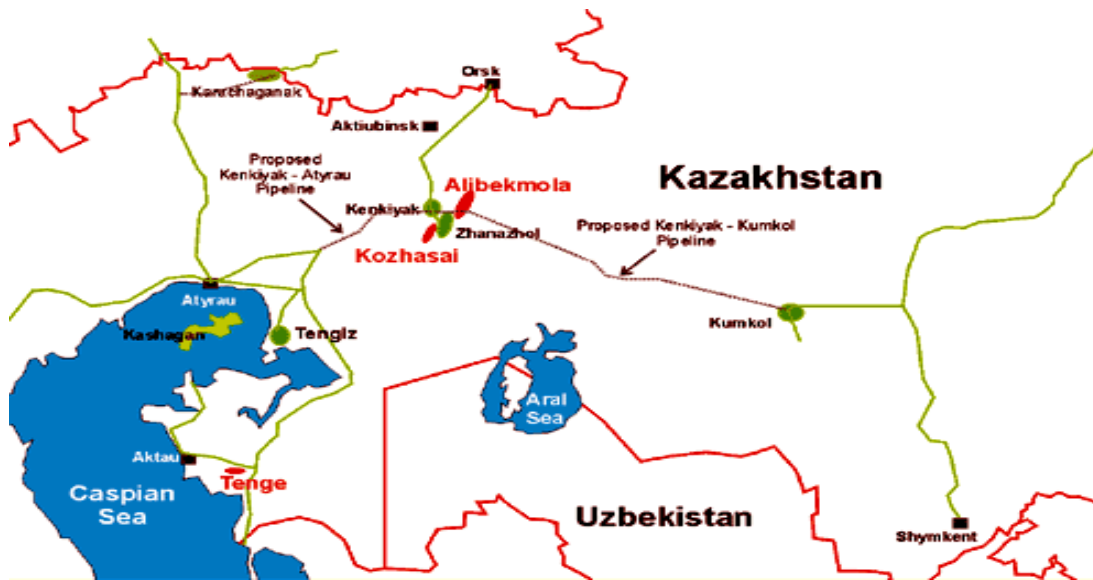 Orsk
Karachaganak
Aktiubinsk
Proposed
Kenkiyak - Atyrau
Pipeline
Kazakhstan
Alibekmola
Kenkiyak
Zhanazhol
Proposed Kenkiyak - Kumkol
Pipeline
Kozhasai
Atyrau
Kashagan
Tengiz
Kumkol
Aral
Sea
Aktau
Tenge
Caspian
Sea
Uzbekistan
Shymkent